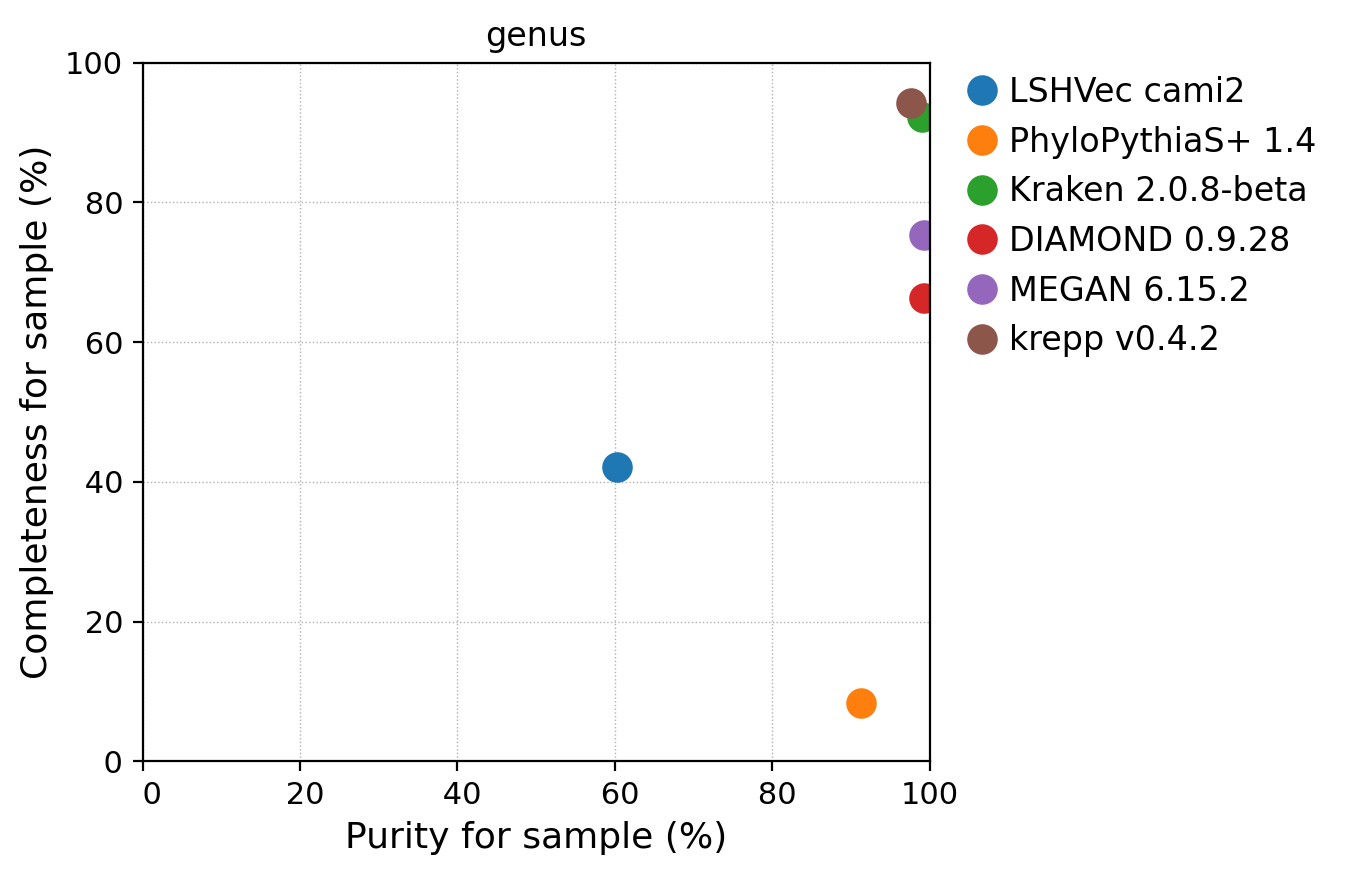 genus
Completeness for sample (%)
100
80
60
40
20
0
0 20 40 60 80 100
Purity for sample (%)
LSHVec cami2
PhyloPythiaS+ 1.4
Kraken 2.0.8-beta
DIAMOND 0.9.28
MEGAN 6.15.2
krepp v0.4.2